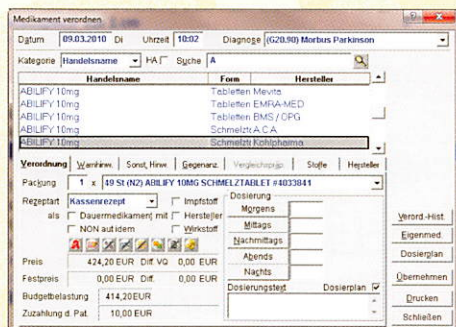 Medikament verordnen
Datum 09.03.2010 Di Uhrzeit 10:02 Diagnose (G20.90) Morbus Parkinson
Kategorie Handelsname HA Suche A
Handelsname Form Hersteller
ABILIFY 10mg Tabletten Mevita
ABILIFY 10mg Tabletten EMRA-MED
ABILIFY 10mg Tabletten BMS / OPG
ABILIFY 10mg Schmelzt A.C.A
ABILIFY 10mg Schmelzt Kohlpharma
Verordnung Warnhinw. Sonst. Hinw. Gegenanz. Vergleichspräp. Stoffe Hersteller
Packung 1 x 49 St (N2) ABILIFY 10MG SCHMELZTABLET #4033841
Rezeptart Kassenrezept Impfstoff
als Dauermedikament mit Hersteller
NON aut idem Wirkstoff
Preis 424,20 EUR Diff. VQ 0,00 EUR
Festpreis 0,00 EUR Diff. 0,00 EUR
Budgetbelastung 414,20 EUR
Zuzahlung d. Pat. 10,00 EUR
Dosierung
Morgens
Mittags
Nachmittags
Abends
Nachts
Dosierungstext Dosierplan
Verord.-Hist.
Eigenmed.
Dosierplan
Übernehmen
Drucken
Schließen